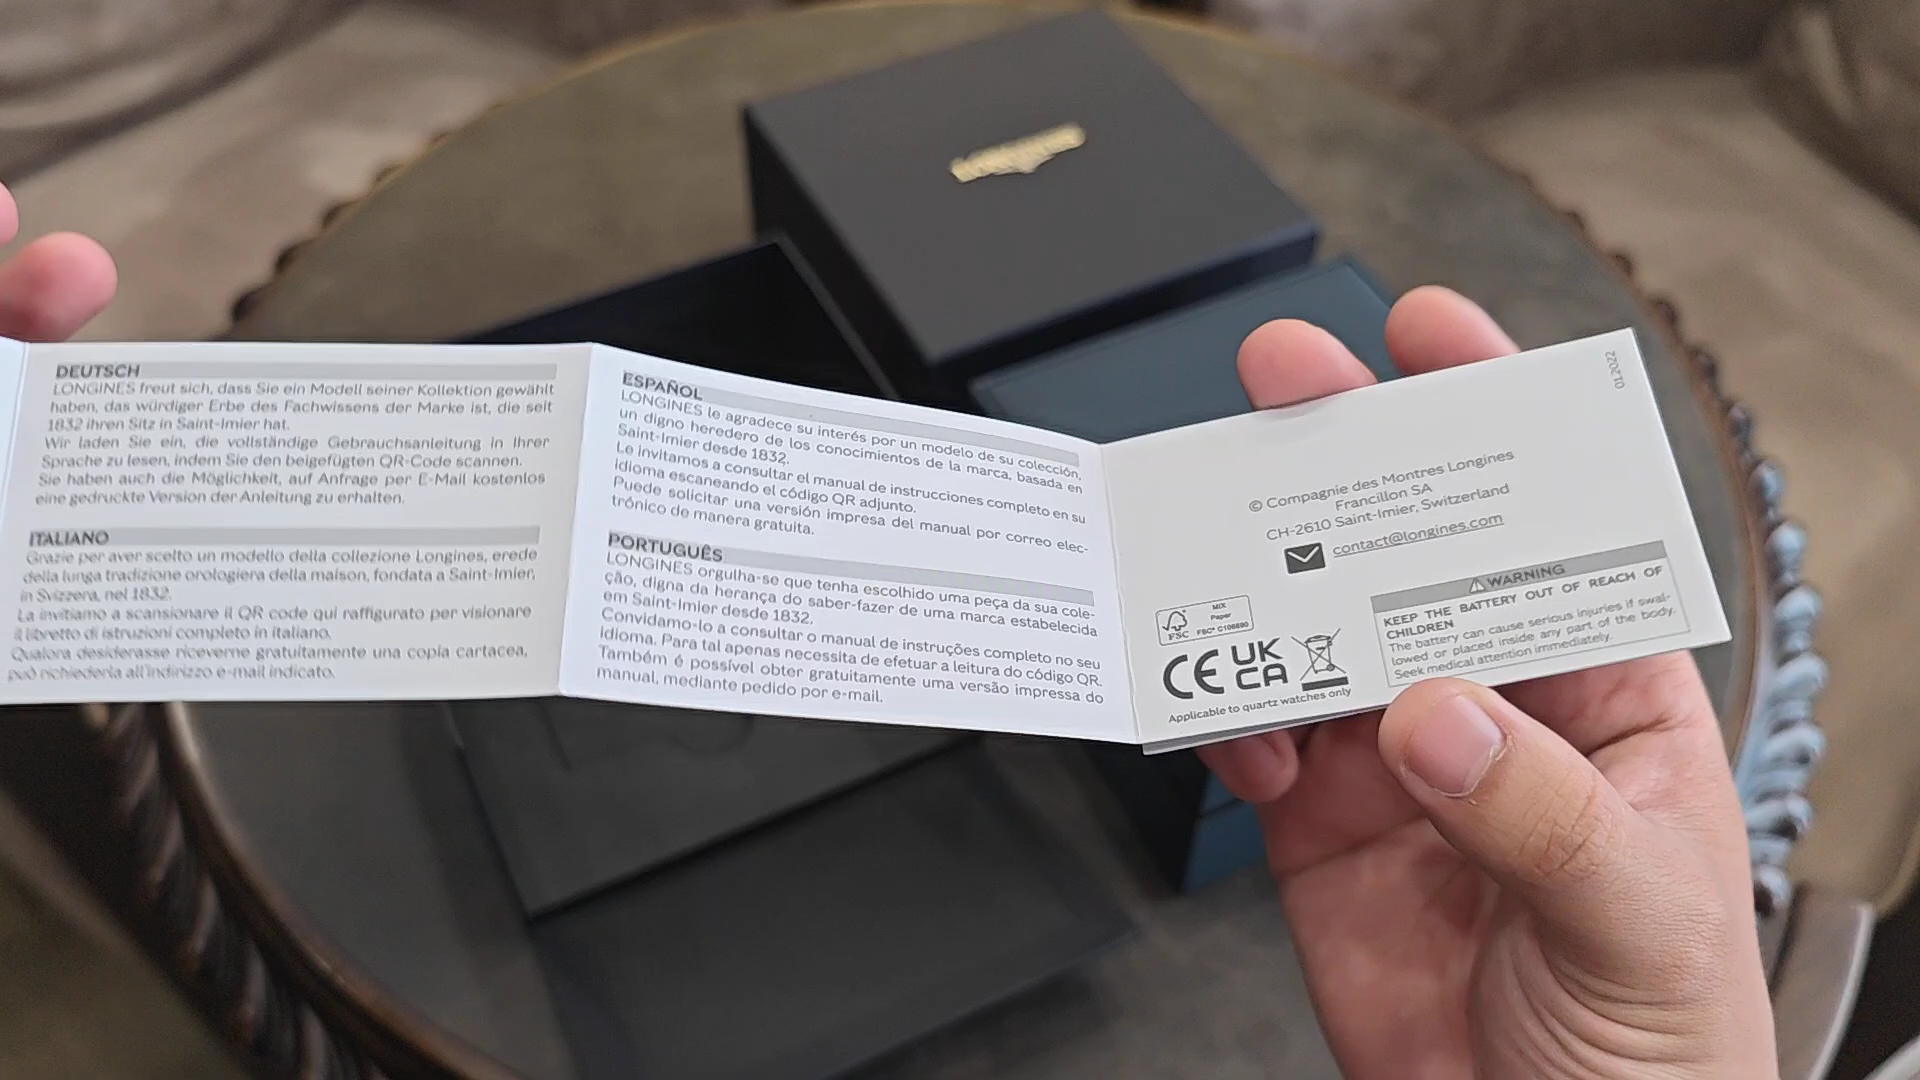 DEUTSCH
LONGINES freut sich, dass Sie ein Modell seiner Kollektion gewählt
haben, das würdiger Erbe des Fachwissens der Marke ist, die seit
1832 ihren Sitz in Saint-Imier hat.
Wir laden Sie ein, die vollständige Gebrauchsanleitung in Ihrer
Sprache zu lesen, indem Sie den beigefügten QR-Code scannen.
Sie haben auch die Möglichkeit, auf Anfrage per E-Mail kostenlos
eine gedruckte Version der Anleitung zu erhalten.
ITALIANO
Grazie per aver scelto un modello della collezione Longines, erede
della lunga tradizione orologiera della maison, fondata a Saint-Imier,
in Svizzera, nel 1832.
La invitiamo a scansionare il QR code qui raffigurato per visionare
il libretto di istruzioni completo in italiano.
Qualora desiderasse riceverne gratuitamente una copia cartacea,
può richiederla all'indirizzo e-mail indicato.
ESPAÑOL
LONGINES le agradece su interés por un modelo de su colección,
un digno heredero de los conocimientos de la marca, basada en
Saint-Imier desde 1832.
Le invitamos a consultar el manual de instrucciones completo en su
idioma escaneando el código QR adjunto.
Puede solicitar una versión impresa del manual por correo elec-
trónico de manera gratuita.
PORTUGUÊS
LONGINES orgulha-se que tenha escolhido uma peça da sua cole-
ção, digna da herança do saber-fazer de uma marca estabelecida
em Saint-Imier desde 1832.
Convidamo-lo a consultar o manual de instruções completo no seu
idioma. Para tal apenas necessita de efetuar a leitura do código QR.
Também é possível obter gratuitamente uma versão impressa do
manual, mediante pedido por e-mail.
01.2022
© Compagnie des Montres Longines
Francillon SA
CH-2610 Saint-Imier, Switzerland
contact@longines.com
FSC
MIX
Paper
FSC® C106690
CE UK
CA
Applicable to quartz watches only
WARNING
KEEP THE BATTERY OUT OF REACH OF
CHILDREN
The battery can cause serious injuries if swal-
lowed or placed inside any part of the body.
Seek medical attention immediately.
LONGINES